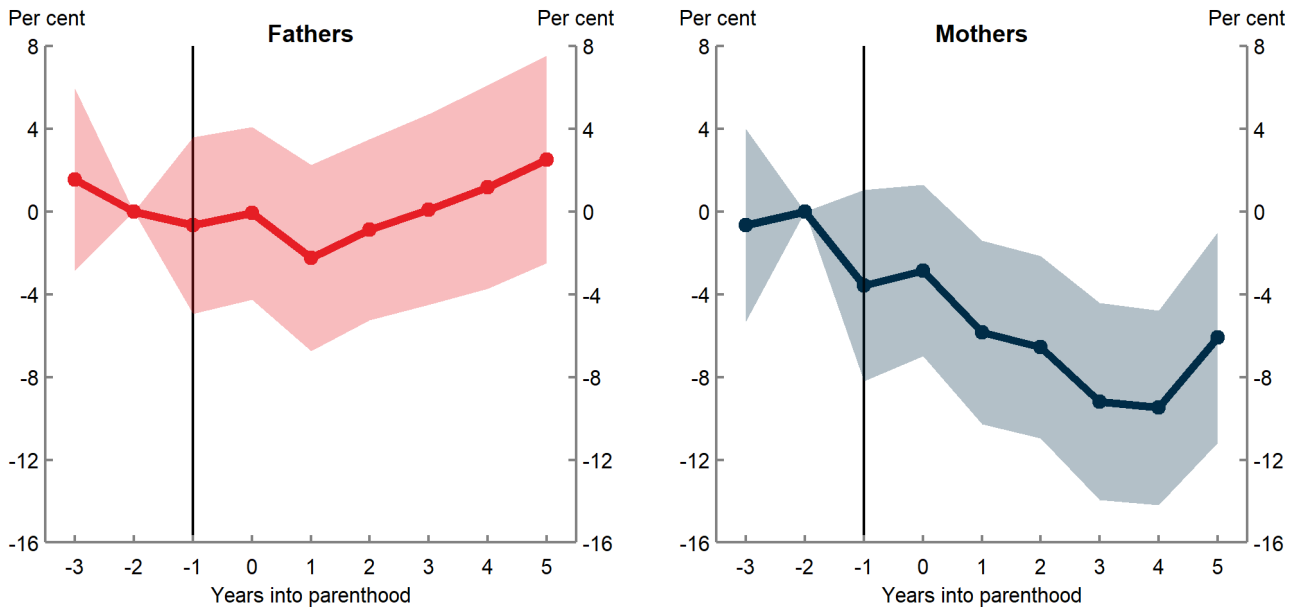 Per cent Per cent
Fathers
8 8
4 4
0 0
-4 -4
-8 -8
-12 -12
-16 -16
-3 -2 -1 0 1 2 3 4 5
Years into parenthood
Per cent Per cent
Mothers
8 8
4 4
0 0
-4 -4
-8 -8
-12 -12
-16 -16
-3 -2 -1 0 1 2 3 4 5
Years into parenthood